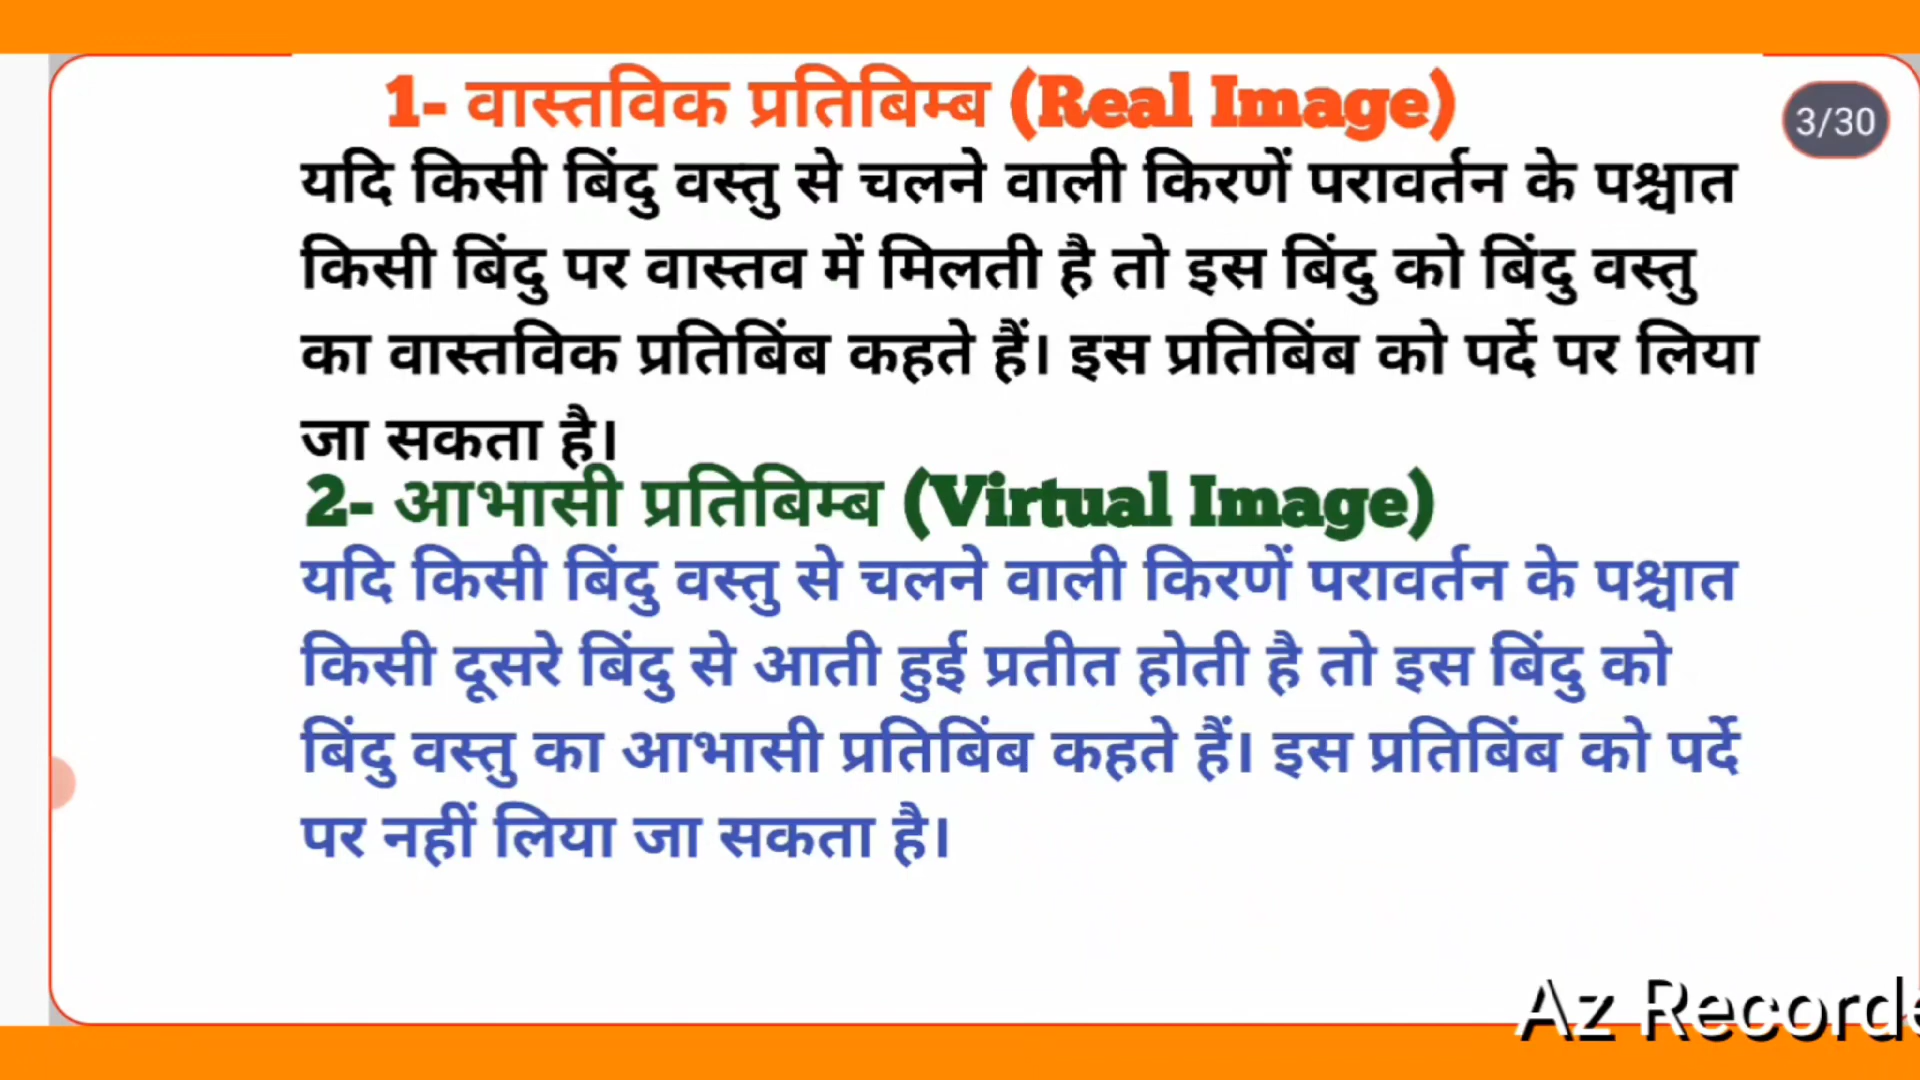 1- वास्तविक प्रतिबिम्ब (Real Image)
3/30
यदि किसी बिंदु वस्तु से चलने वाली किरणें परावर्तन के पश्चात
किसी बिंदु पर वास्तव में मिलती है तो इस बिंदु को बिंदु वस्तु
का वास्तविक प्रतिबिंब कहते हैं। इस प्रतिबिंब को पर्दे पर लिया
जा सकता है।
2- आभासी प्रतिबिम्ब (Virtual Image)
यदि किसी बिंदु वस्तु से चलने वाली किरणें परावर्तन के पश्चात
किसी दूसरे बिंदु से आती हुई प्रतीत होती है तो इस बिंदु को
बिंदु वस्तु का आभासी प्रतिबिंब कहते हैं। इस प्रतिबिंब को पर्दे
पर नहीं लिया जा सकता है।
Az Recorde